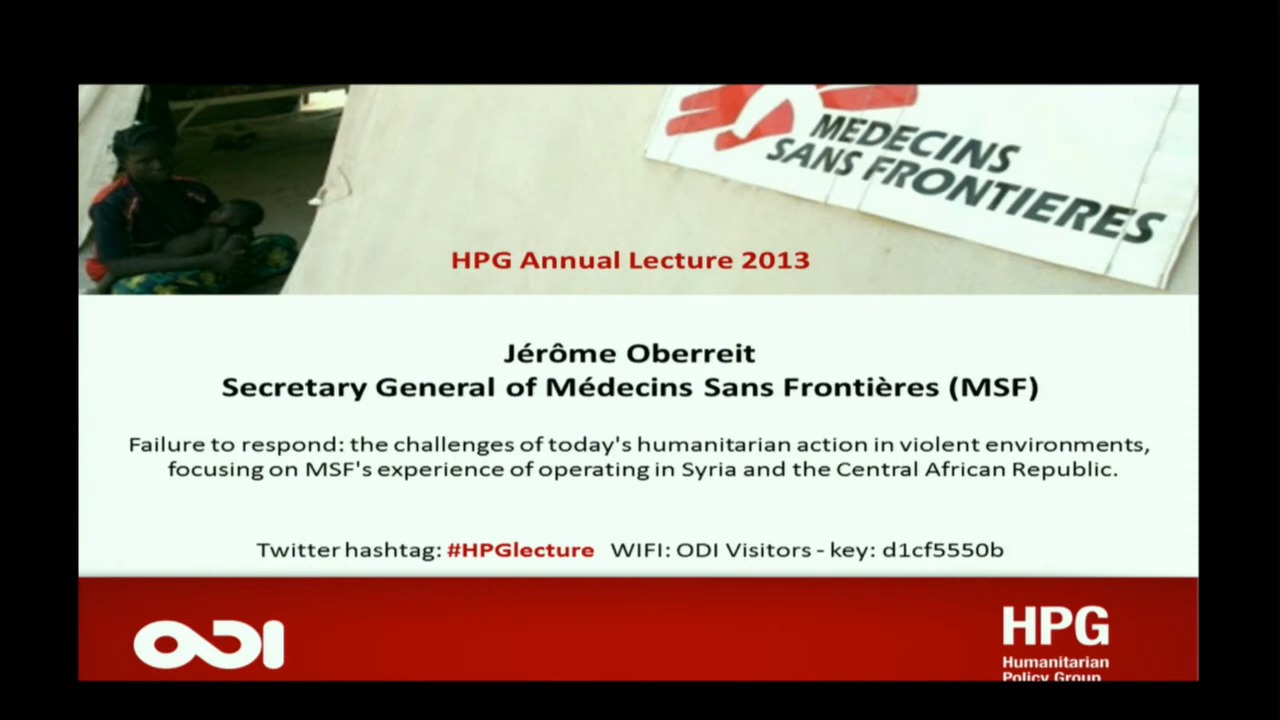 MEDECINS
SANS FRONTIERES
HPG Annual Lecture 2013
Jérôme Oberreit
Secretary General of Médecins Sans Frontières (MSF)
Failure to respond: the challenges of today's humanitarian action in violent environments,
focusing on MSF's experience of operating in Syria and the Central African Republic.
Twitter hashtag: #HPGlecture WIFI: ODI Visitors - key: d1cf5550b
ODI
HPG
Humanitarian
Policy Group